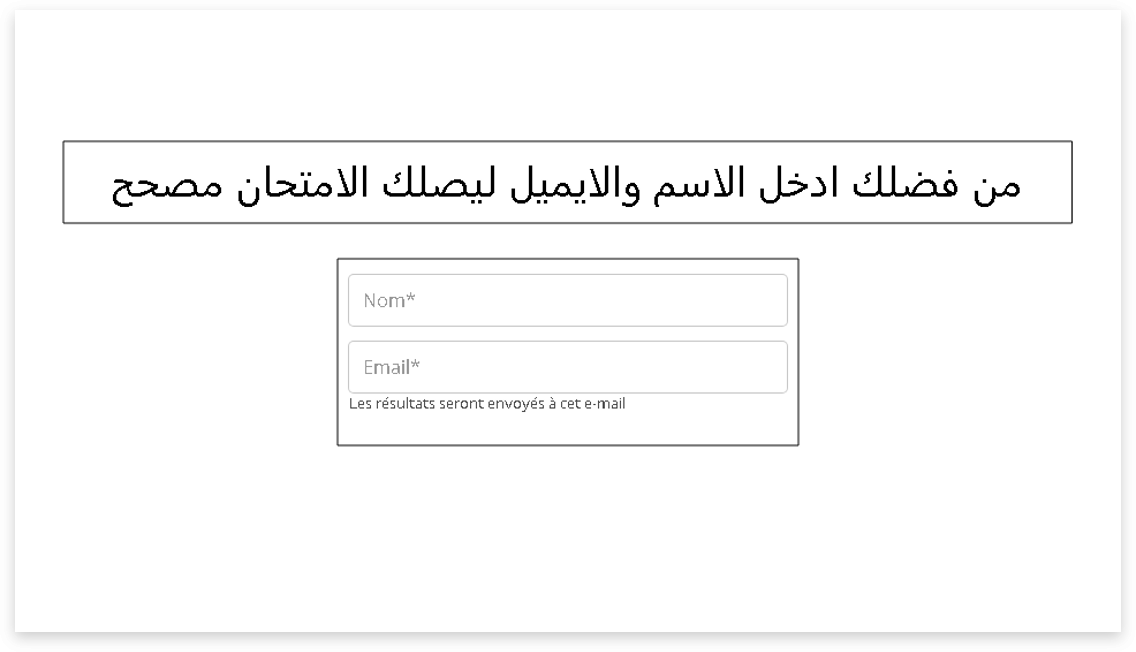 من فضلك ادخل الاسم والايميل ليصلك الامتحان مصحح
Nom*
Email*
Les résultats seront envoyés à cet e-mail